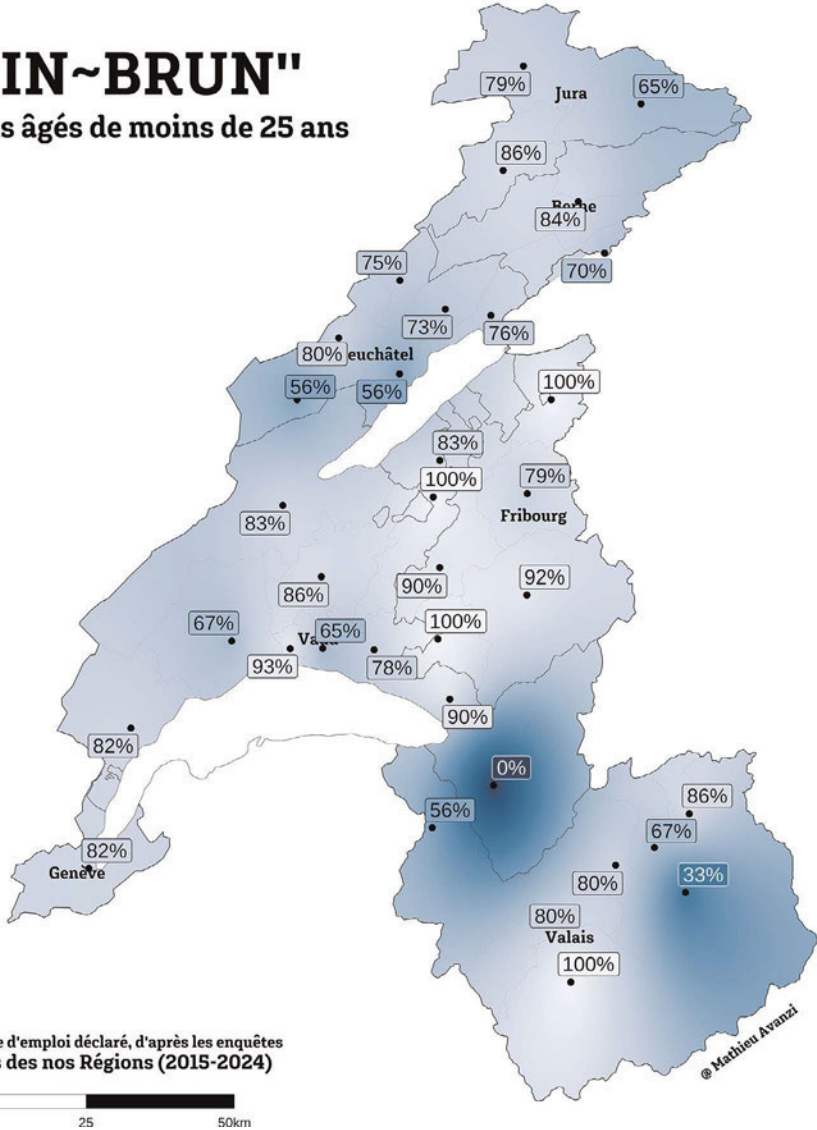 IN~BRUN"
s âgés de moins de 25 ans
79%
Jura
65%
86%
Berne
84%
75%
70%
73%
76%
80%
euchâtel
56%
56%
100%
83%
100%
79%
83%
Fribourg
86%
90%
92%
67%
Vaud
65%
100%
93%
78%
90%
82%
0%
56%
86%
67%
82%
Genève
80%
33%
80%
Valais
100%
e d'emploi déclaré, d'après les enquêtes
s des nos Régions (2015-2024)
@ Mathieu Avanzi
25
50km